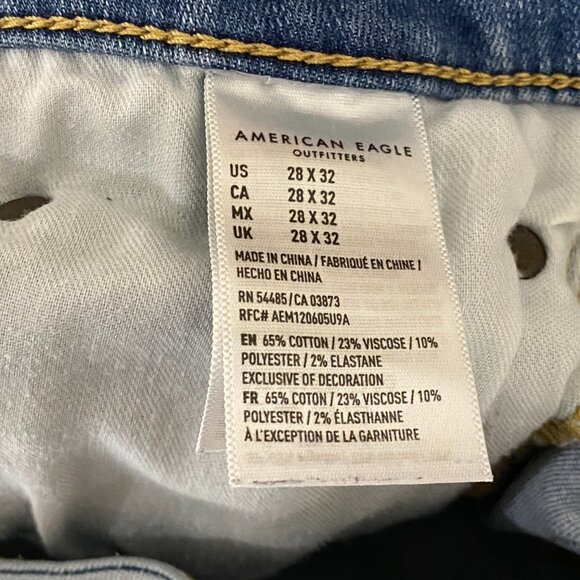 AMERICAN EAGLE
OUTFITTERS
US 28 X 32
CA 28 X 32
MX 28 X 32
UK 28 X 32
MADE IN CHINA / FABRIQUÉ EN CHINE /
HECHO EN CHINA
RN 54485/CA 03873
RFC# AEM120605U9A
EN 65% COTTON / 23% VISCOSE / 10%
POLYESTER / 2% ELASTANE
EXCLUSIVE OF DECORATION
FR 65% COTON / 23% VISCOSE / 10%
POLYESTER / 2% ÉLASTHANNE
À L'EXCEPTION DE LA GARNITURE